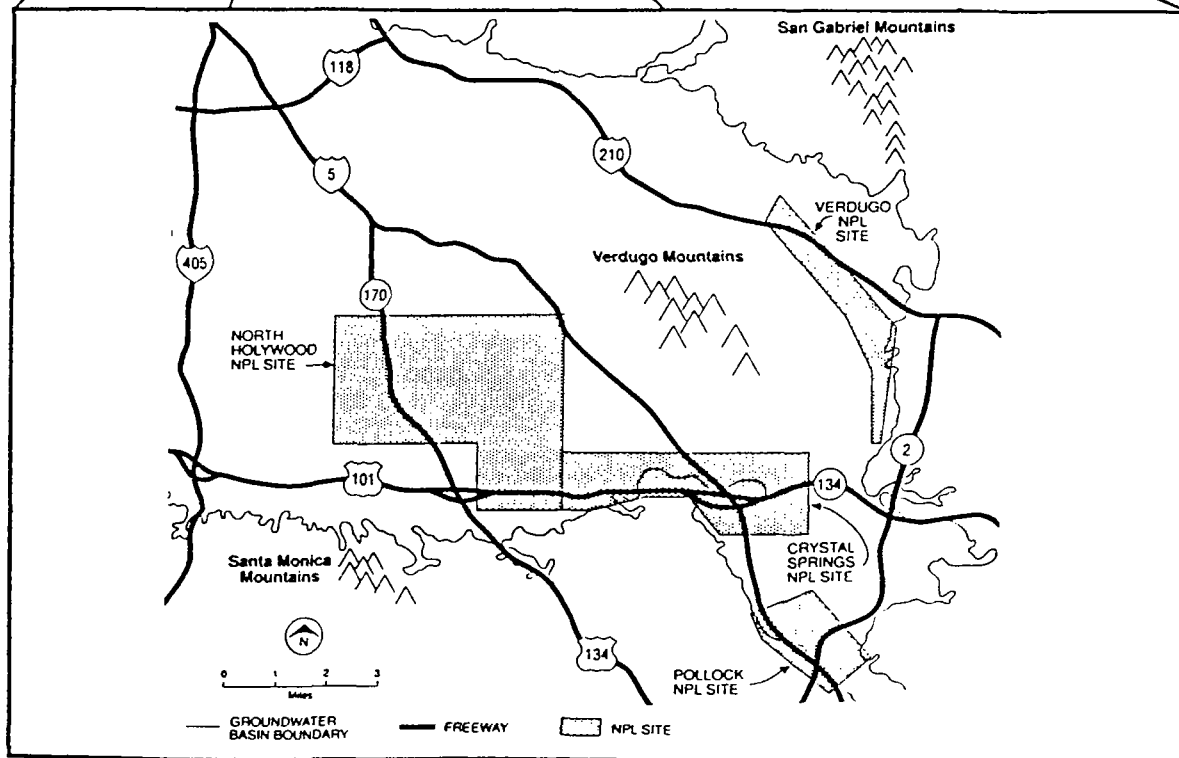 San Gabriel Mountains
118
210
5
VERDUGO
NPL
SITE
405
Verdugo Mountains
170
NORTH
HOLYWOOD
NPL SITE
2
101
134
CRYSTAL
SPRINGS
NPL SITE
Santa Monica
Mountains
N
134
POLLOCK
NPL SITE
0 1 2 3
Miles
GROUNDWATER
BASIN BOUNDARY
FREEWAY
NPL SITE